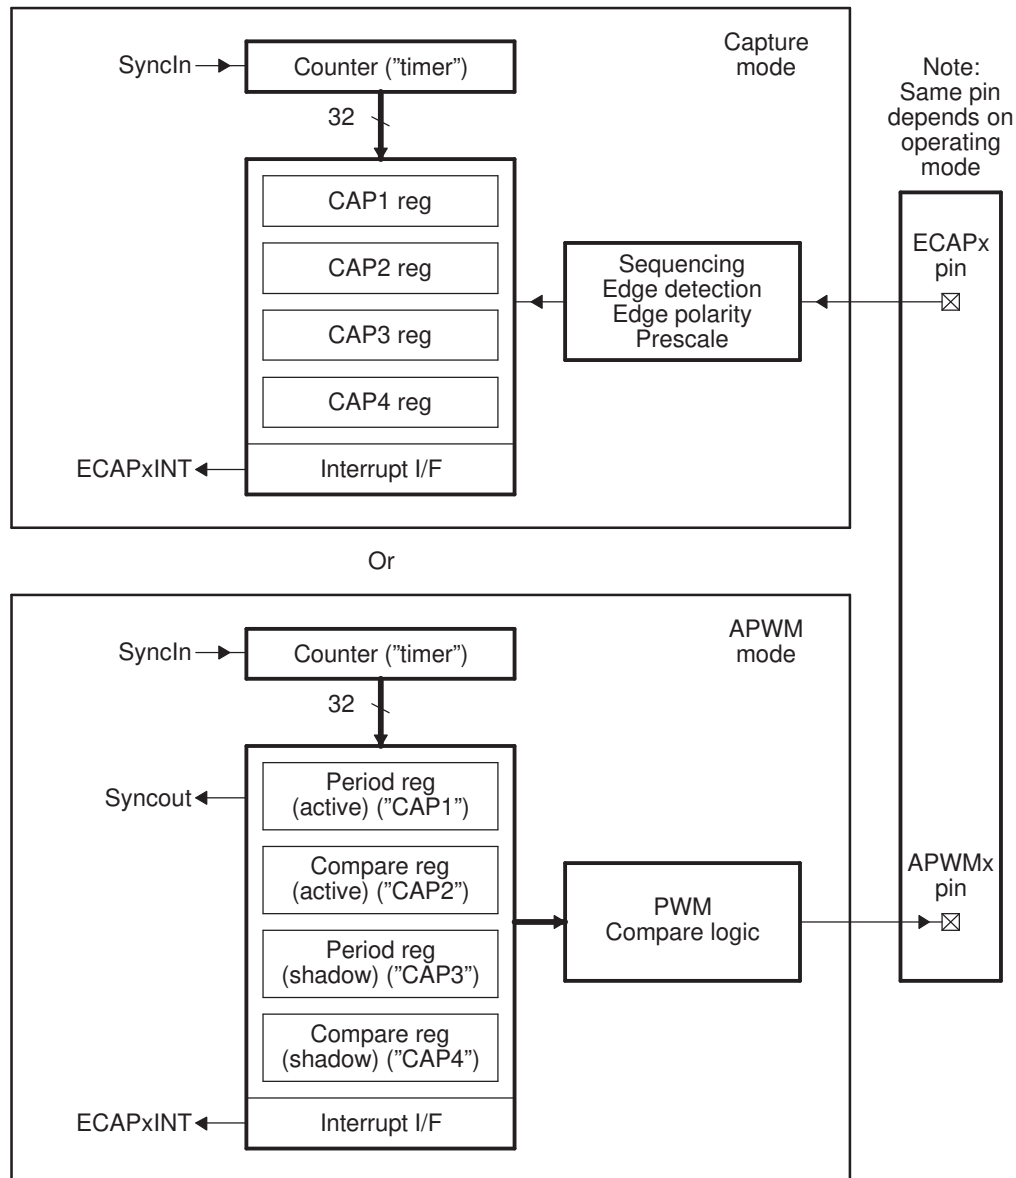 Capture
mode
SyncIn
Counter (”timer”)
32
CAP1 reg
CAP2 reg
CAP3 reg
CAP4 reg
Interrupt I/F
ECAPxINT
Sequencing
Edge detection
Edge polarity
Prescale
Note:
Same pin
depends on
operating
mode
ECAPx
pin
Or
APWM
mode
SyncIn
Counter (”timer”)
32
Syncout
Period reg
(active) (”CAP1”)
Compare reg
(active) (”CAP2”)
Period reg
(shadow) (”CAP3”)
Compare reg
(shadow) (”CAP4”)
Interrupt I/F
ECAPxINT
PWM
Compare logic
APWMx
pin